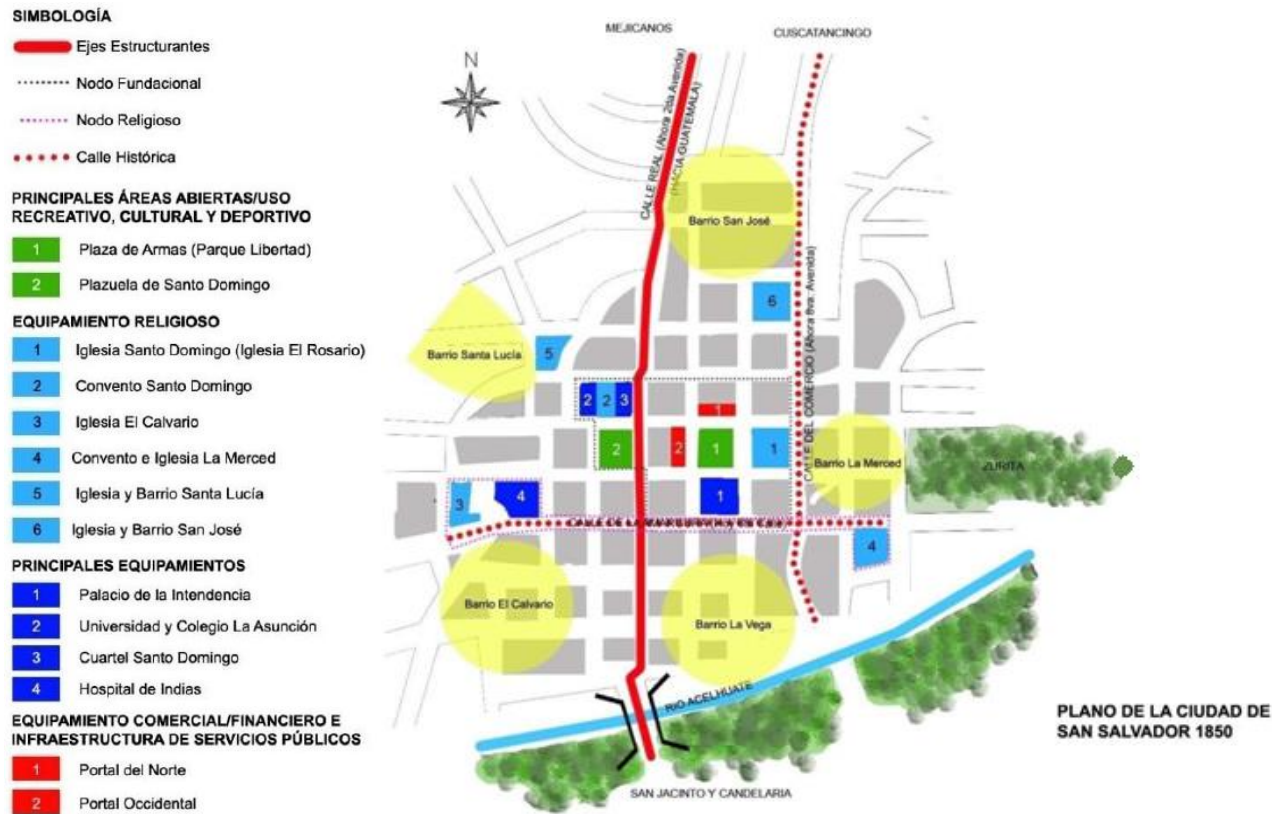 SIMBOLOGÍA
Ejes Estructurantes
Nodo Fundacional
Nodo Religioso
Calle Histórica
PRINCIPALES ÁREAS ABIERTAS/USO
RECREATIVO, CULTURAL Y DEPORTIVO
1 Plaza de Armas (Parque Libertad)
2 Plazuela de Santo Domingo
EQUIPAMIENTO RELIGIOSO
1 Iglesia Santo Domingo (Iglesia El Rosario)
2 Convento Santo Domingo
3 Iglesia El Calvario
4 Convento e Iglesia La Merced
5 Iglesia y Barrio Santa Lucía
6 Iglesia y Barrio San José
PRINCIPALES EQUIPAMIENTOS
1 Palacio de la Intendencia
2 Universidad y Colegio La Asunción
3 Cuartel Santo Domingo
4 Hospital de Indias
EQUIPAMIENTO COMERCIAL/FINANCIERO E
INFRAESTRUCTURA DE SERVICIOS PÚBLICOS
1 Portal del Norte
2 Portal Occidental
MEJICANOS
CUSCATANCINGO
N
CALLE REAL (Ahora 2da Avenida)
(HACIA GUATEMALA)
Barrio San José
CALLE DEL COMERCIO (Ahora 8va. Avenida)
6
Barrio Santa Lucía
5
2 2 3
1
2
2
1
1
Barrio La Merced
ZURITA
3
4
1
CALLE DE LA
4
Barrio El Calvario
Barrio La Vega
RIO ACELHUATE
SAN JACINTO Y CANDELARIA
PLANO DE LA CIUDAD DE
SAN SALVADOR 1850